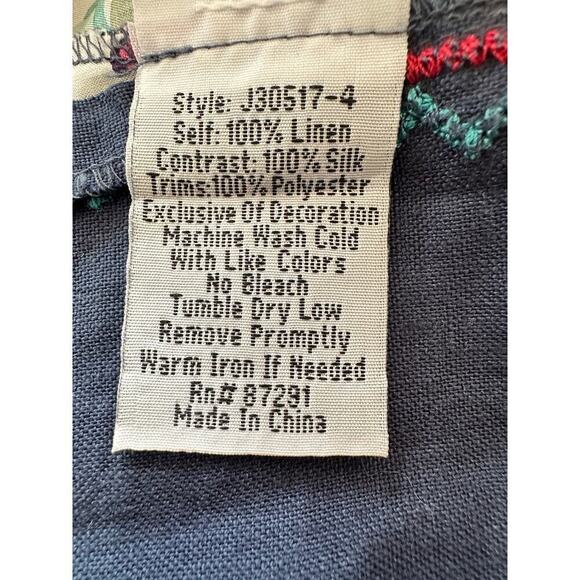 Style: J30517-4
Self: 100% Linen
Contrast: 100% Silk
Trims:100% Polyester
Exclusive Of Decoration
Machine Wash Cold
With Like Colors
No Bleach
Tumble Dry Low
Remove Promptly
Warm Iron If Needed
Rn# 87291
Made In China